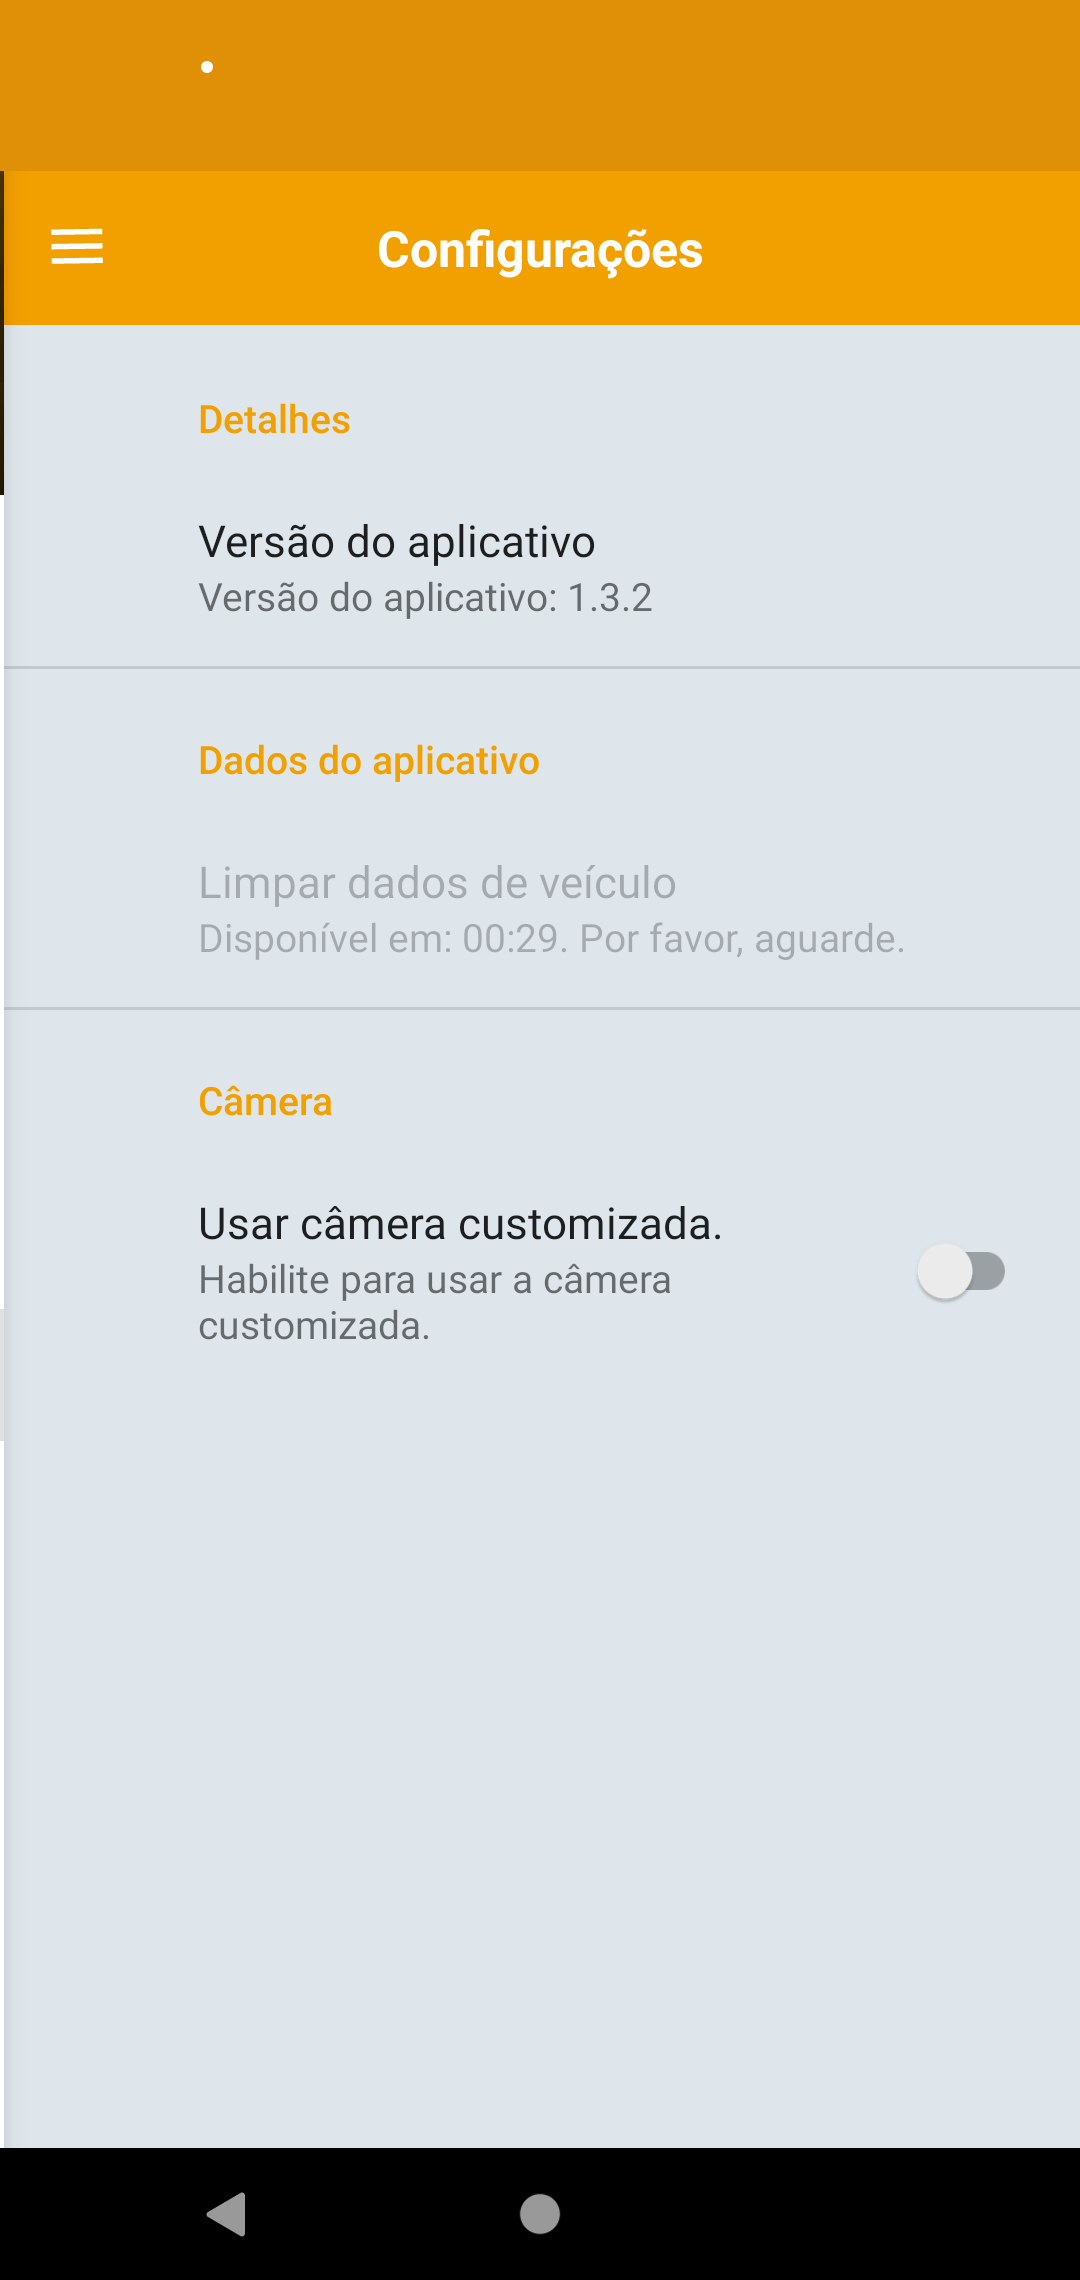 Configurações
Detalhes
Versão do aplicativo
Versão do aplicativo: 1.3.2
Dados do aplicativo
Limpar dados de veículo
Disponível em: 00:29. Por favor, aguarde.
Câmera
Usar câmera customizada.
Habilite para usar a câmera
customizada.